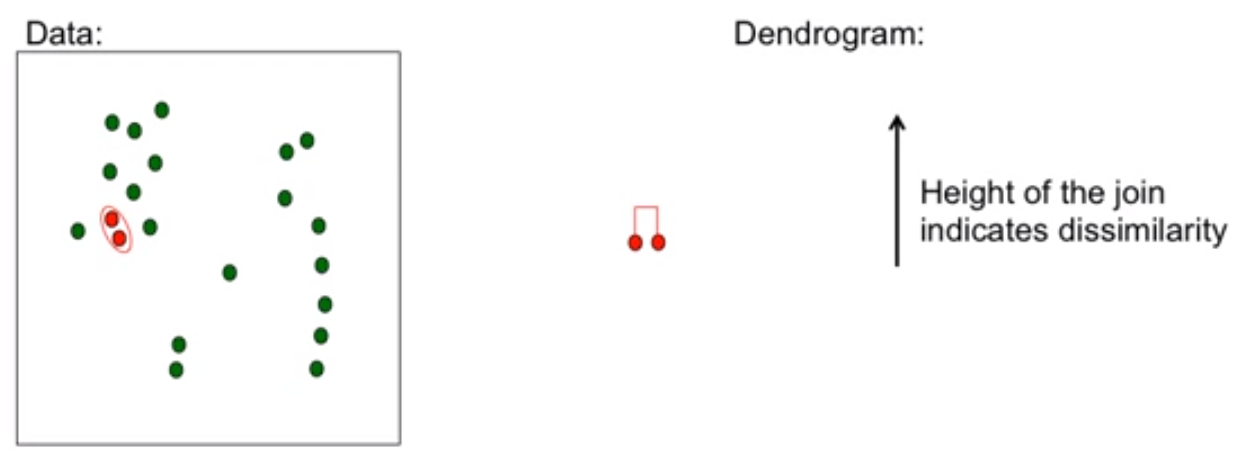 Data:
Dendrogram:
Height of the join
indicates dissimilarity